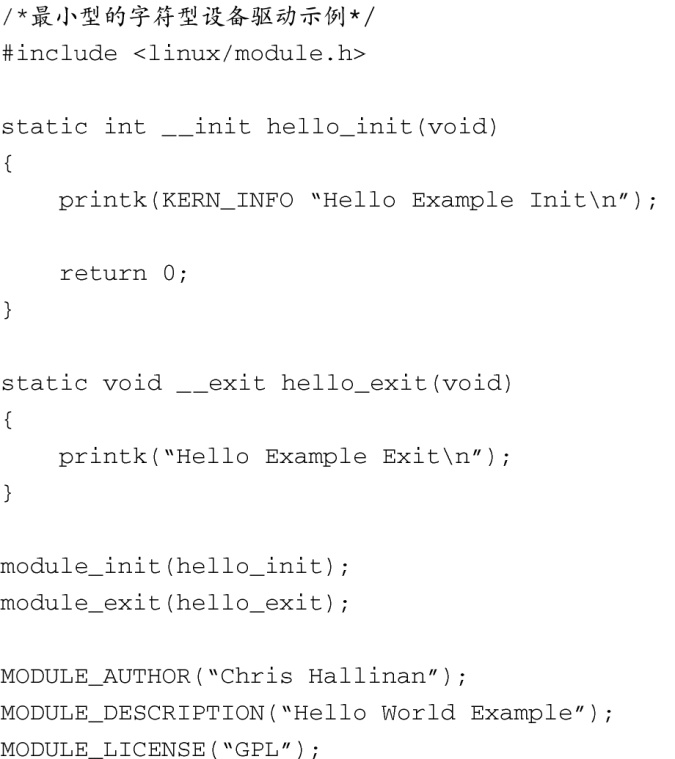 /*最小型的字符型设备驱动示例*/
#include <linux/module.h>
static int __init hello_init(void)
{
printk(KERN_INFO “Hello Example Init\n”);
return 0;
}
static void __exit hello_exit(void)
{
printk(“Hello Example Exit\n”);
}
module_init(hello_init);
module_exit(hello_exit);
MODULE_AUTHOR(“Chris Hallinan”);
MODULE_DESCRIPTION(“Hello World Example”);
MODULE_LICENSE(“GPL”);